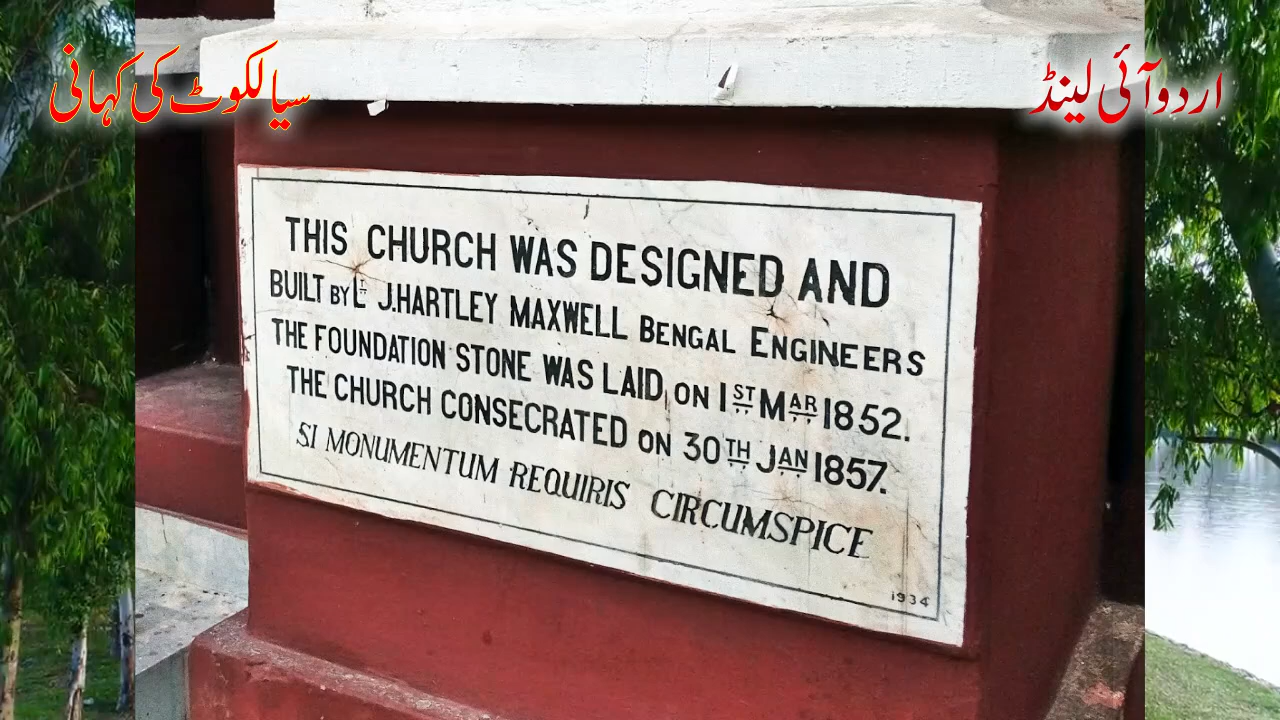 سیالکوٹ کی کہانی
اردو آئی لینڈ
THIS CHURCH WAS DESIGNED AND
BUILT BY LT J.HARTLEY MAXWELL BENGAL ENGINEERS
THE FOUNDATION STONE WAS LAID ON 1ST MAR 1852.
THE CHURCH CONSECRATED ON 30TH JAN 1857.
SI MONUMENTUM REQUIRIS CIRCUMSPICE
1934